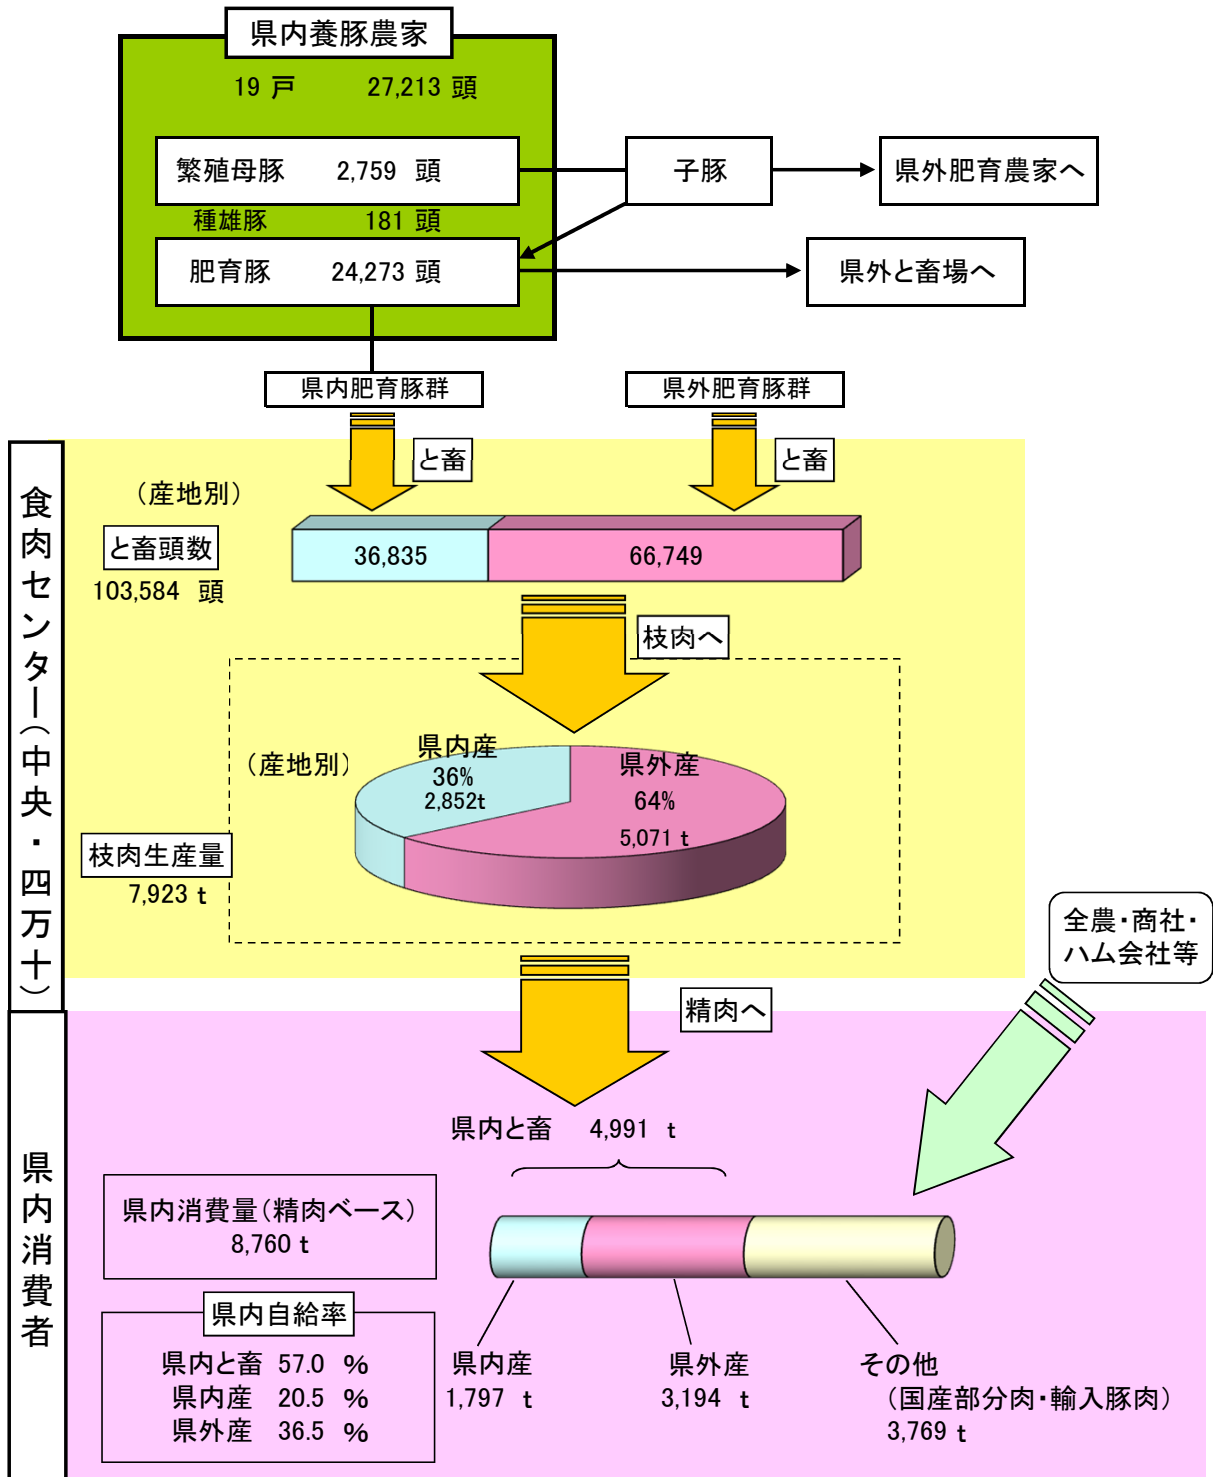 県内養豚農家
19 戸 27,213 頭
繁殖母豚 2,759 頭
子豚
県外肥育農家へ
種雄豚 181 頭
肥育豚 24,273 頭
県外と畜場へ
県内肥育豚群
県外肥育豚群
と畜
と畜
食肉センター(中央・四万十)
(産地別)
と畜頭数
103,584 頭
36,835
66,749
枝肉へ
(産地別)
県内産
36%
2,852t
県外産
64%
5,071 t
枝肉生産量
7,923 t
全農・商社・
ハム会社等
精肉へ
県内消費者
県内と畜 4,991 t
県内消費量(精肉ベース)
8,760 t
県内自給率
県内と畜 57.0 %
県内産 20.5 %
県外産 36.5 %
県内産
1,797 t
県外産
3,194 t
その他
(国産部分肉・輸入豚肉)
3,769 t